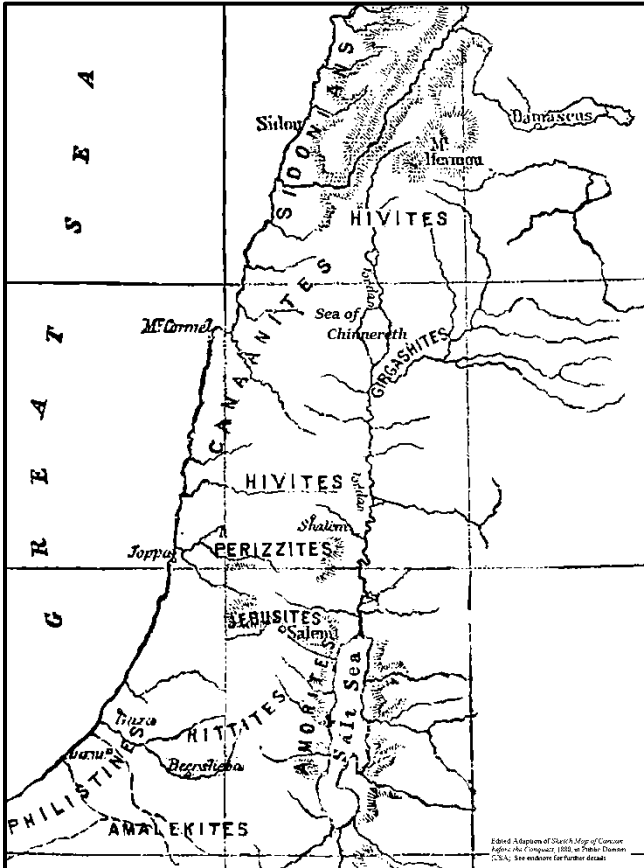 SIDONIANS
Sidon
Damascus
Mt Hermon
HIVITES
GREAT SEA
Jordan
Sea of
Chinnereth
Mt Carmel
CANAANITES
GIRGASHITES
HIVITES
Jordan
Shalem
Joppa
PERIZZITES
JEBUSITES
Salem
AMORITES
Salt Sea
HITTITES
PHILISTINES
Beersheba
AMALEKITES
Edited Adaption of Sketch Map of Canaan
before the Conquest, 1888, at Public Domain
(USA). See endnote for further details